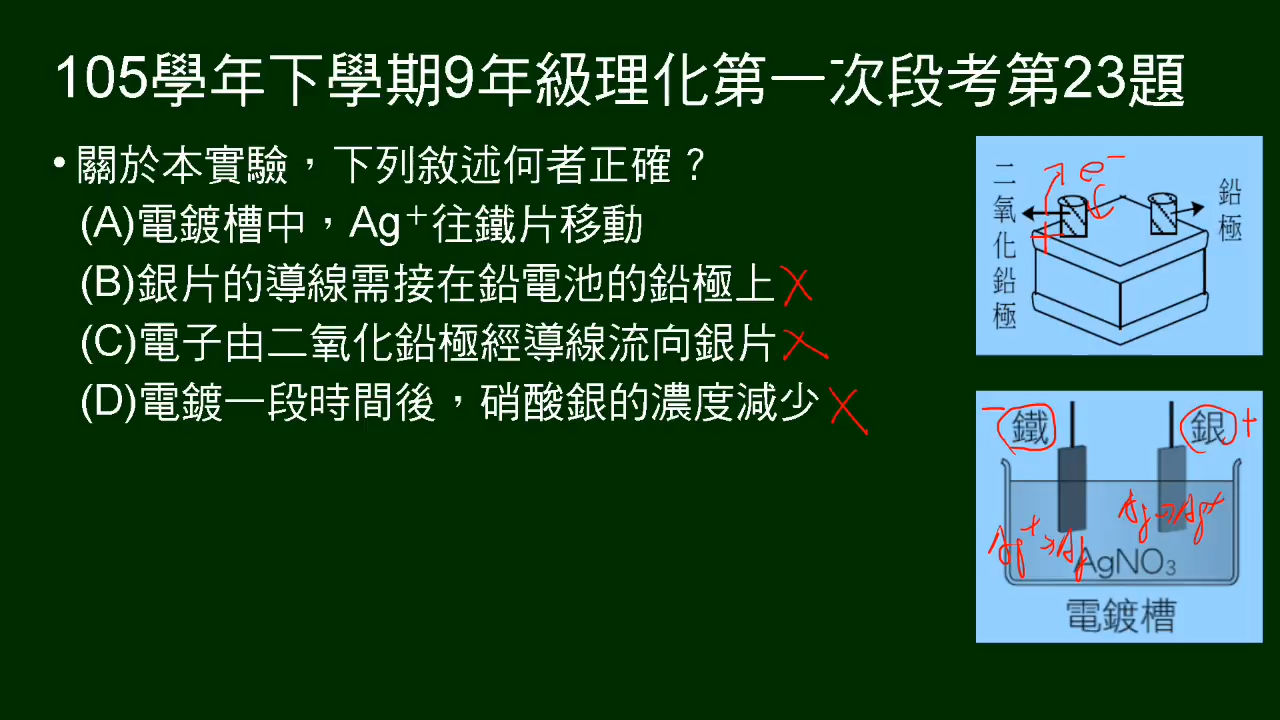 105學年下學期9年級理化第一次段考第23題
• 關於本實驗，下列敘述何者正確？
(A)電鍍槽中，Ag⁺往鐵片移動
(B)銀片的導線需接在鉛電池的鉛極上 X
(C)電子由二氧化鉛極經導線流向銀片 X
(D)電鍍一段時間後，硝酸銀的濃度減少 X
二氧化鉛極
+
e⁻
鉛極
− 鐵
銀 +
Ag⁺→Ag
Ag→Ag⁺
AgNO₃
電鍍槽